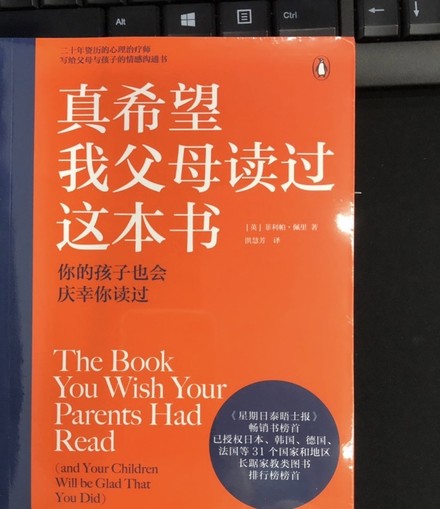 Alt
Ctrl
二十年资历的心理治疗师
写给父母与孩子的情感沟通书
真希望
我父母读过
这本书
[英] 菲利帕·佩里 著
洪慧芳 译
你的孩子也会
庆幸你读过
The Book
You Wish Your
Parents Had
Read
(and Your Children
Will be Glad That
You Did)
《星期日泰晤士报》
畅销书榜首
已授权日本、韩国、德国、
法国等 31 个国家和地区
长踞家教类图书
排行榜榜首